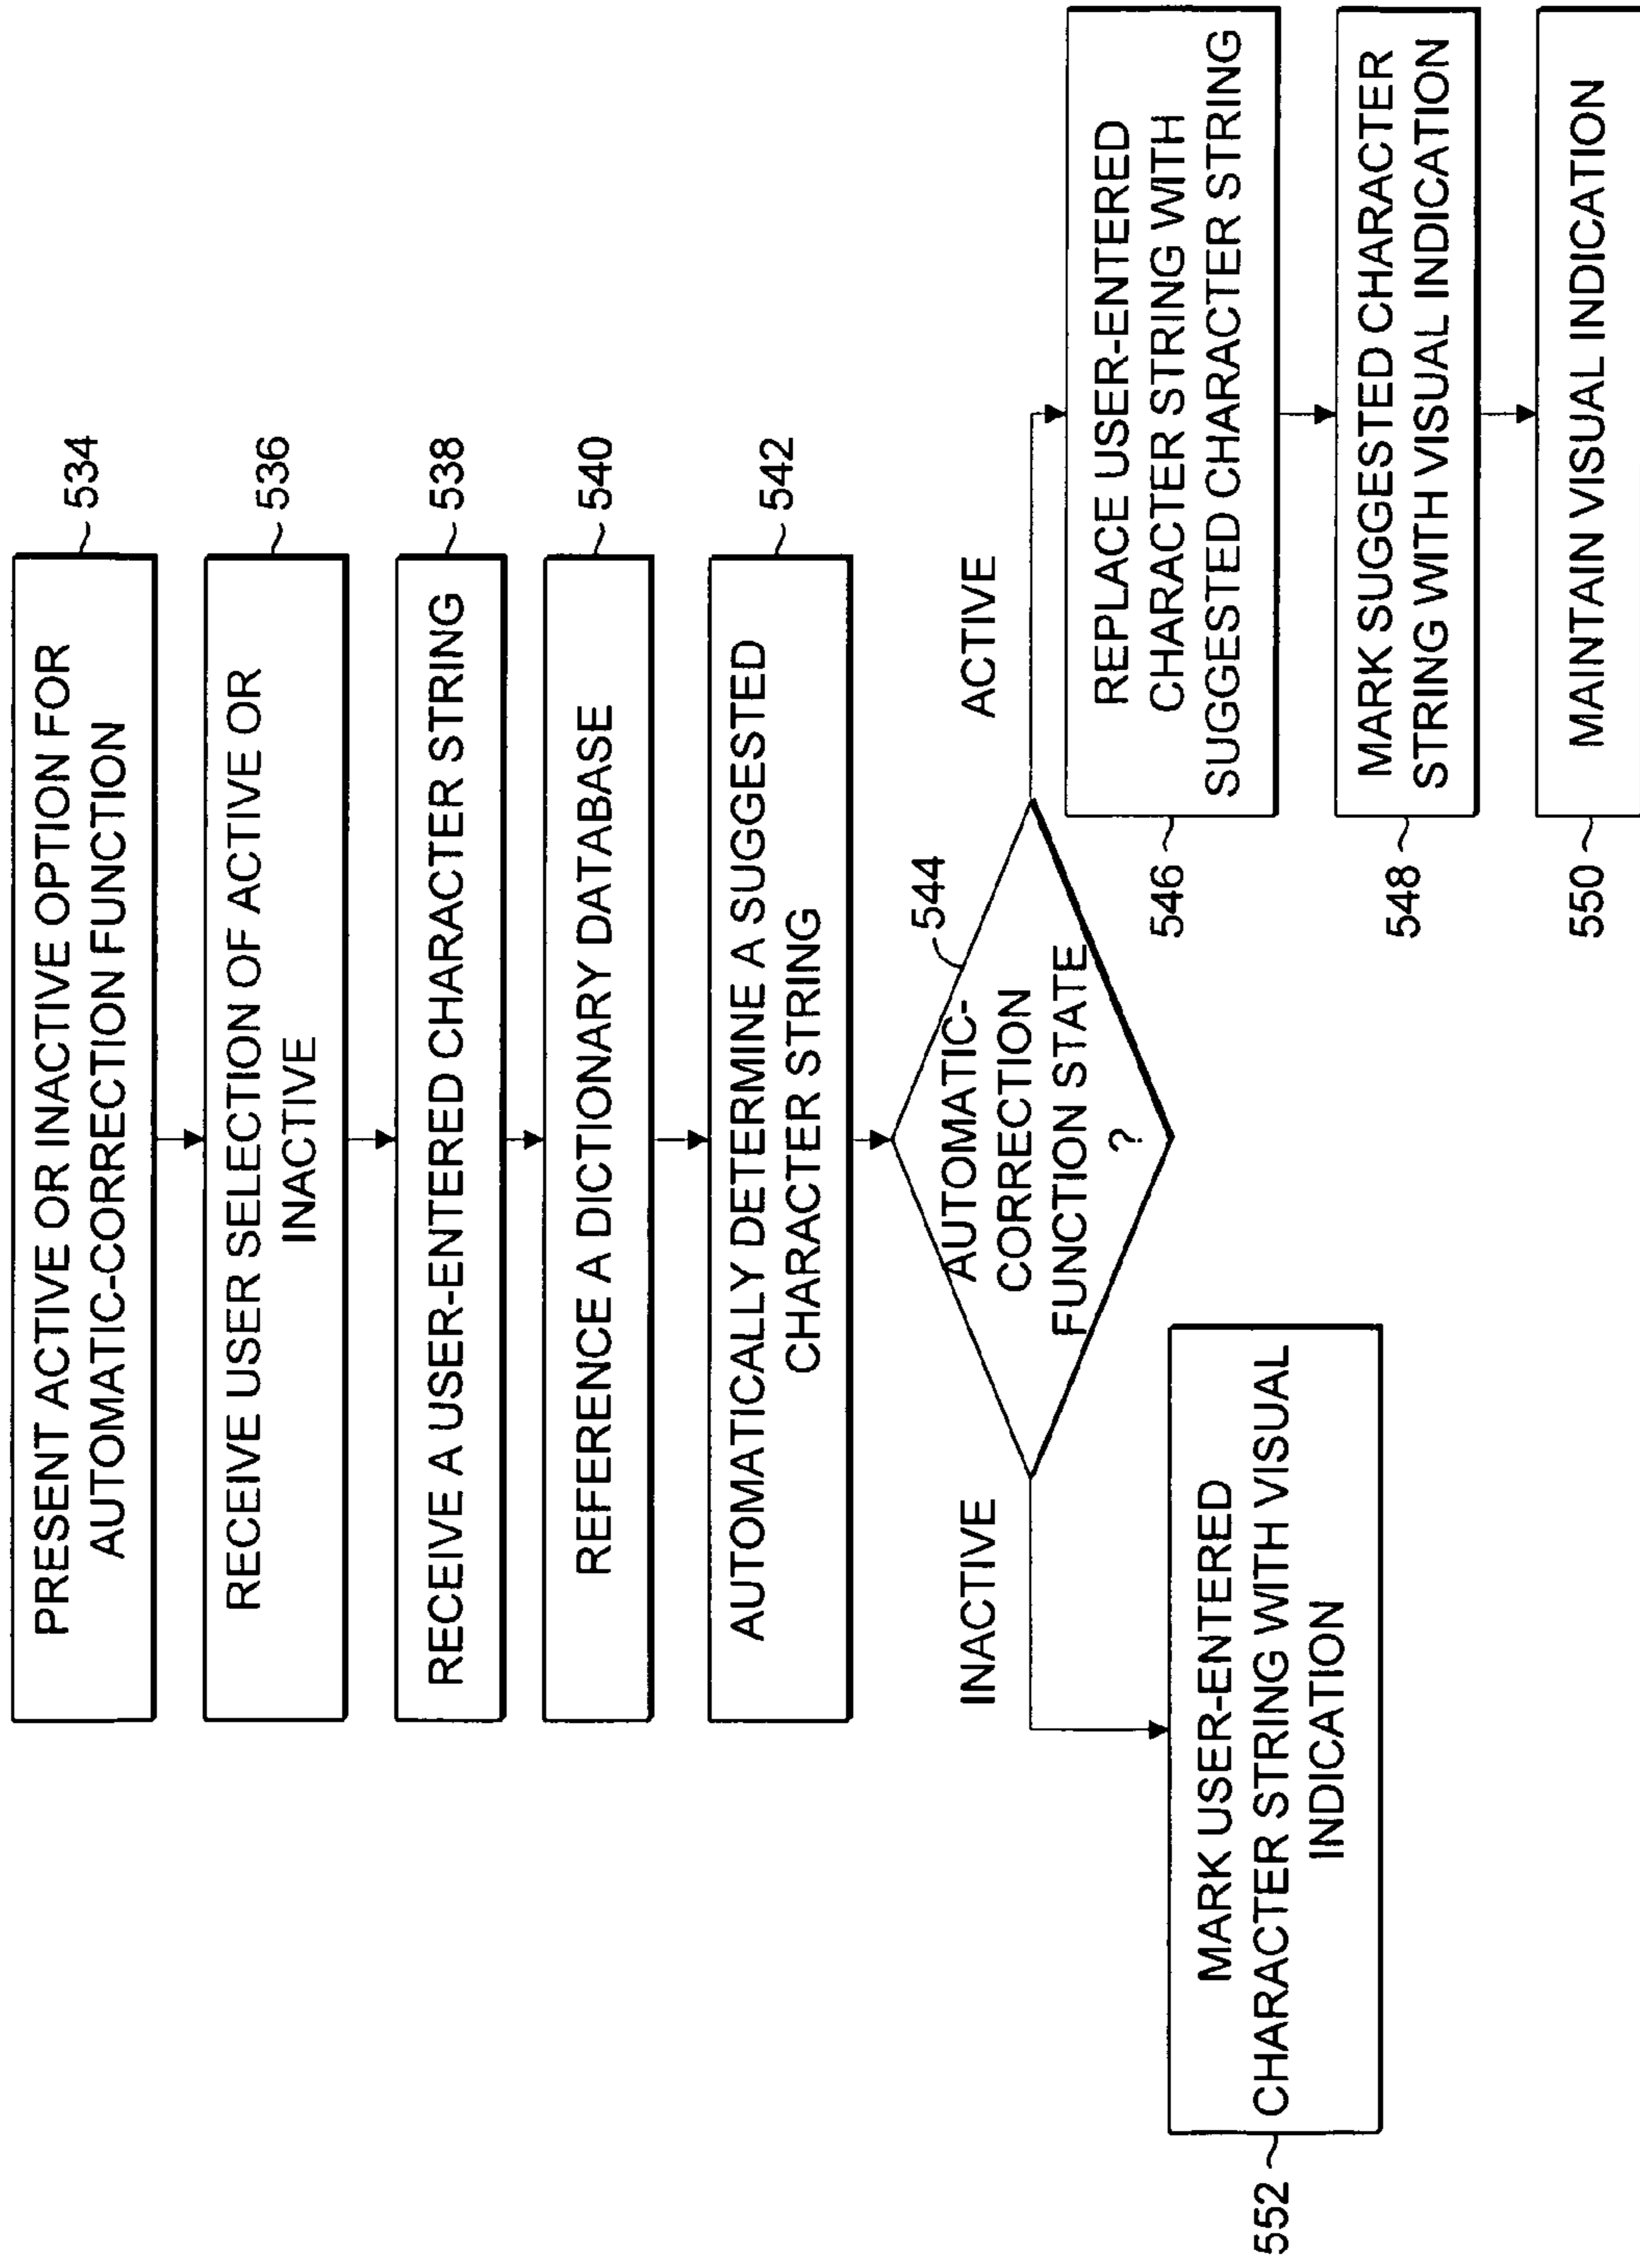 PRESENT ACTIVE OR INACTIVE OPTION FOR
AUTOMATIC-CORRECTION FUNCTION
534
RECEIVE USER SELECTION OF ACTIVE OR
INACTIVE
536
RECEIVE A USER-ENTERED CHARACTER STRING
538
REFERENCE A DICTIONARY DATABASE
540
AUTOMATICALLY DETERMINE A SUGGESTED
CHARACTER STRING
542
AUTOMATIC-
CORRECTION
FUNCTION STATE
?
544
INACTIVE
ACTIVE
MARK USER-ENTERED
CHARACTER STRING WITH VISUAL
INDICATION
552
REPLACE USER-ENTERED
CHARACTER STRING WITH
SUGGESTED CHARACTER STRING
546
MARK SUGGESTED CHARACTER
STRING WITH VISUAL INDICATION
548
MAINTAIN VISUAL INDICATION
550